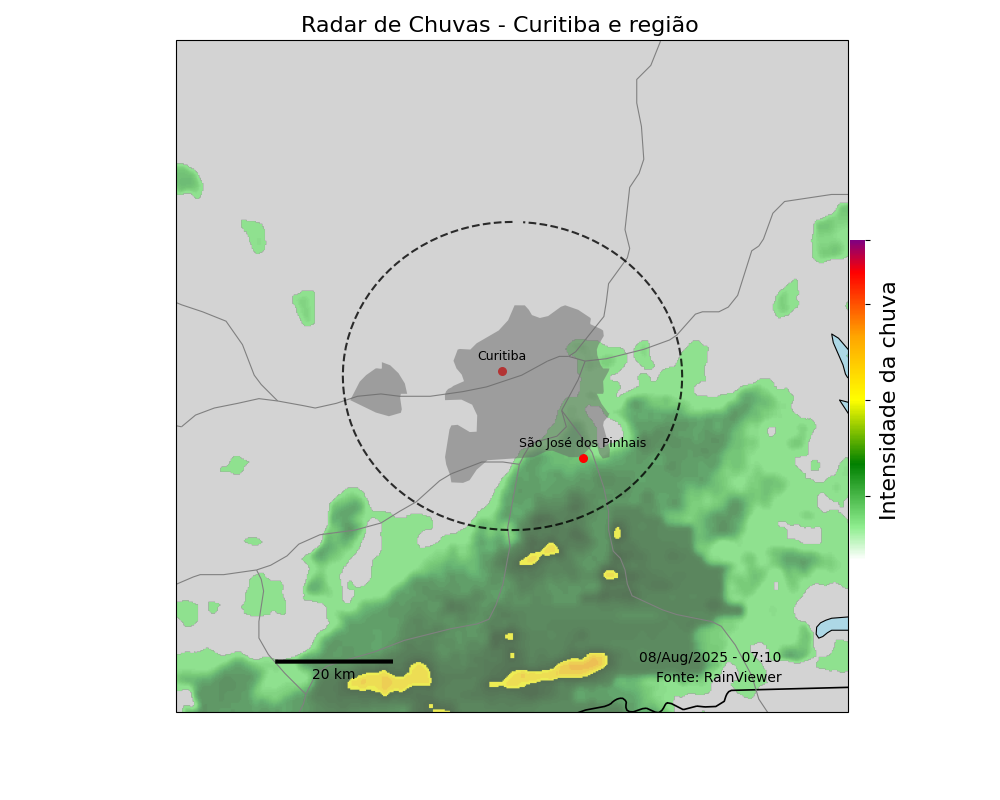 Radar de Chuvas - Curitiba e região
Curitiba
São José dos Pinhais
Intensidade da chuva
08/Aug/2025 - 07:10
20 km
Fonte: RainViewer